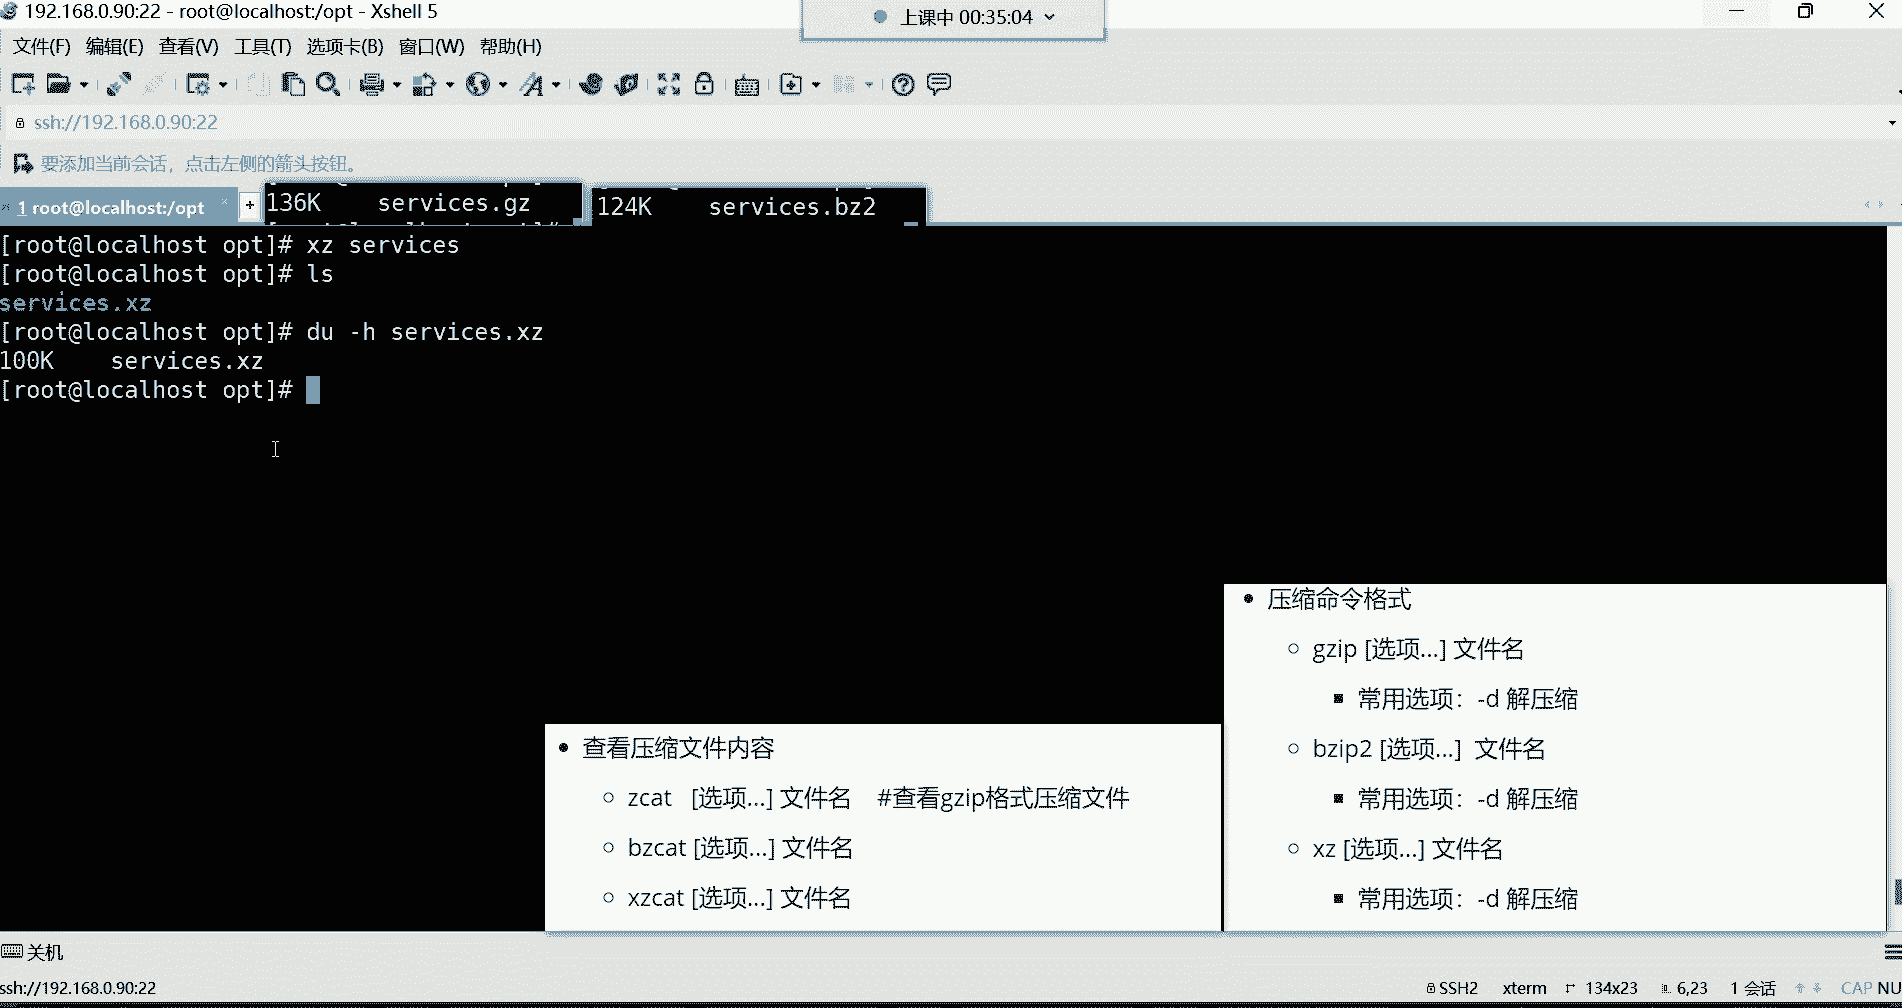 192.168.0.90:22 - root@localhost:/opt - Xshell 5
上课中 00:35:04
文件(F) 编辑(E) 查看(V) 工具(T) 选项卡(B) 窗口(W) 帮助(H)
ssh://192.168.0.90:22
要添加当前会话，点击左侧的箭头按钮。
1 root@localhost:/opt
136K services.gz
124K services.bz2
[root@localhost opt]# xz services
[root@localhost opt]# ls
services.xz
[root@localhost opt]# du -h services.xz
100K services.xz
[root@localhost opt]#
• 查看压缩文件内容
○ zcat [选项...] 文件名 #查看gzip格式压缩文件
○ bzcat [选项...] 文件名
○ xzcat [选项...] 文件名
• 压缩命令格式
○ gzip [选项...] 文件名
▪ 常用选项：-d 解压缩
○ bzip2 [选项...] 文件名
▪ 常用选项：-d 解压缩
○ xz [选项...] 文件名
▪ 常用选项：-d 解压缩
关机
ssh://192.168.0.90:22
SSH2 xterm 134x23 6,23 1 会话 CAP NU